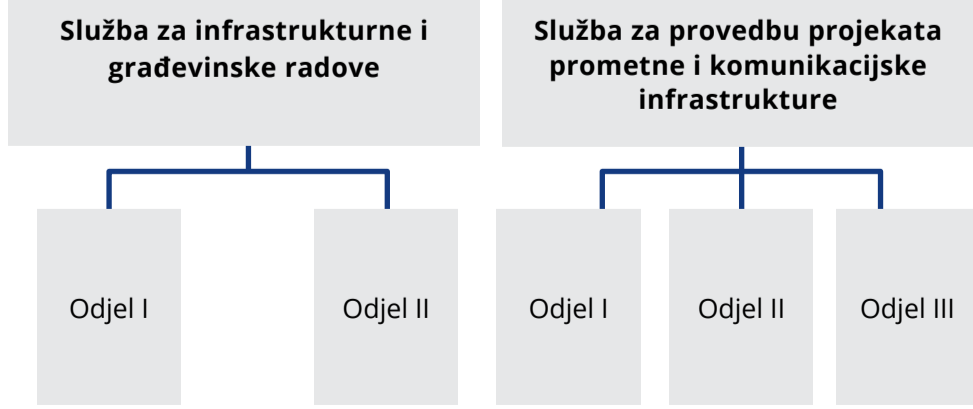 Služba za infrastrukturne i
građevinske radove
Služba za provedbu projekata
prometne i komunikacijske
infrastrukture
Odjel I
Odjel II
Odjel I
Odjel II
Odjel III